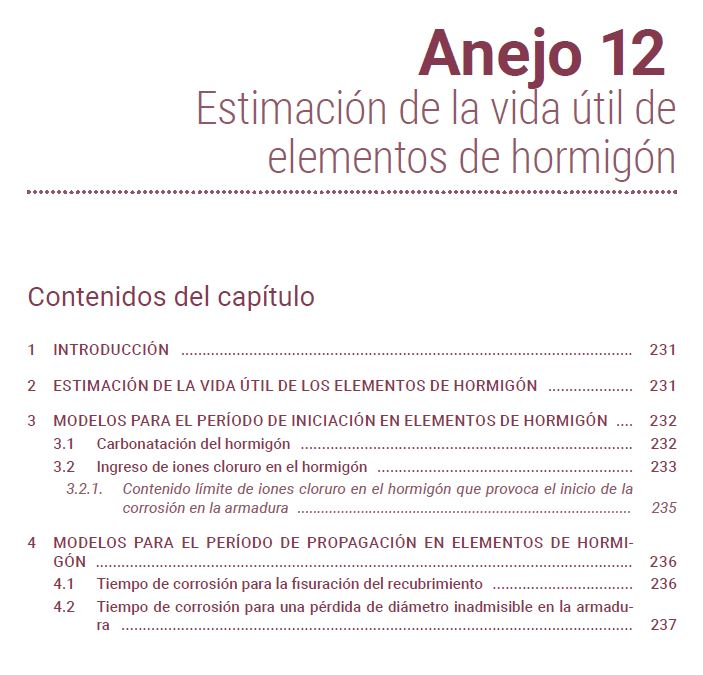 Anejo 12
Estimación de la vida útil de
elementos de hormigón
Contenidos del capítulo
1 INTRODUCCIÓN ........................................ 231
2 ESTIMACIÓN DE LA VIDA ÚTIL DE LOS ELEMENTOS DE HORMIGÓN .................... 231
3 MODELOS PARA EL PERÍODO DE INICIACIÓN EN ELEMENTOS DE HORMIGÓN .... 232
3.1 Carbonatación del hormigón ........................................ 232
3.2 Ingreso de iones cloruro en el hormigón ........................................ 233
3.2.1. Contenido límite de iones cloruro en el hormigón que provoca el inicio de la
corrosión en la armadura ........................................ 235
4 MODELOS PARA EL PERÍODO DE PROPAGACIÓN EN ELEMENTOS DE HORMI-
GÓN ........................................ 236
4.1 Tiempo de corrosión para la fisuración del recubrimiento .............................. 236
4.2 Tiempo de corrosión para una pérdida de diámetro inadmisible en la armadu-
ra ........................................ 237